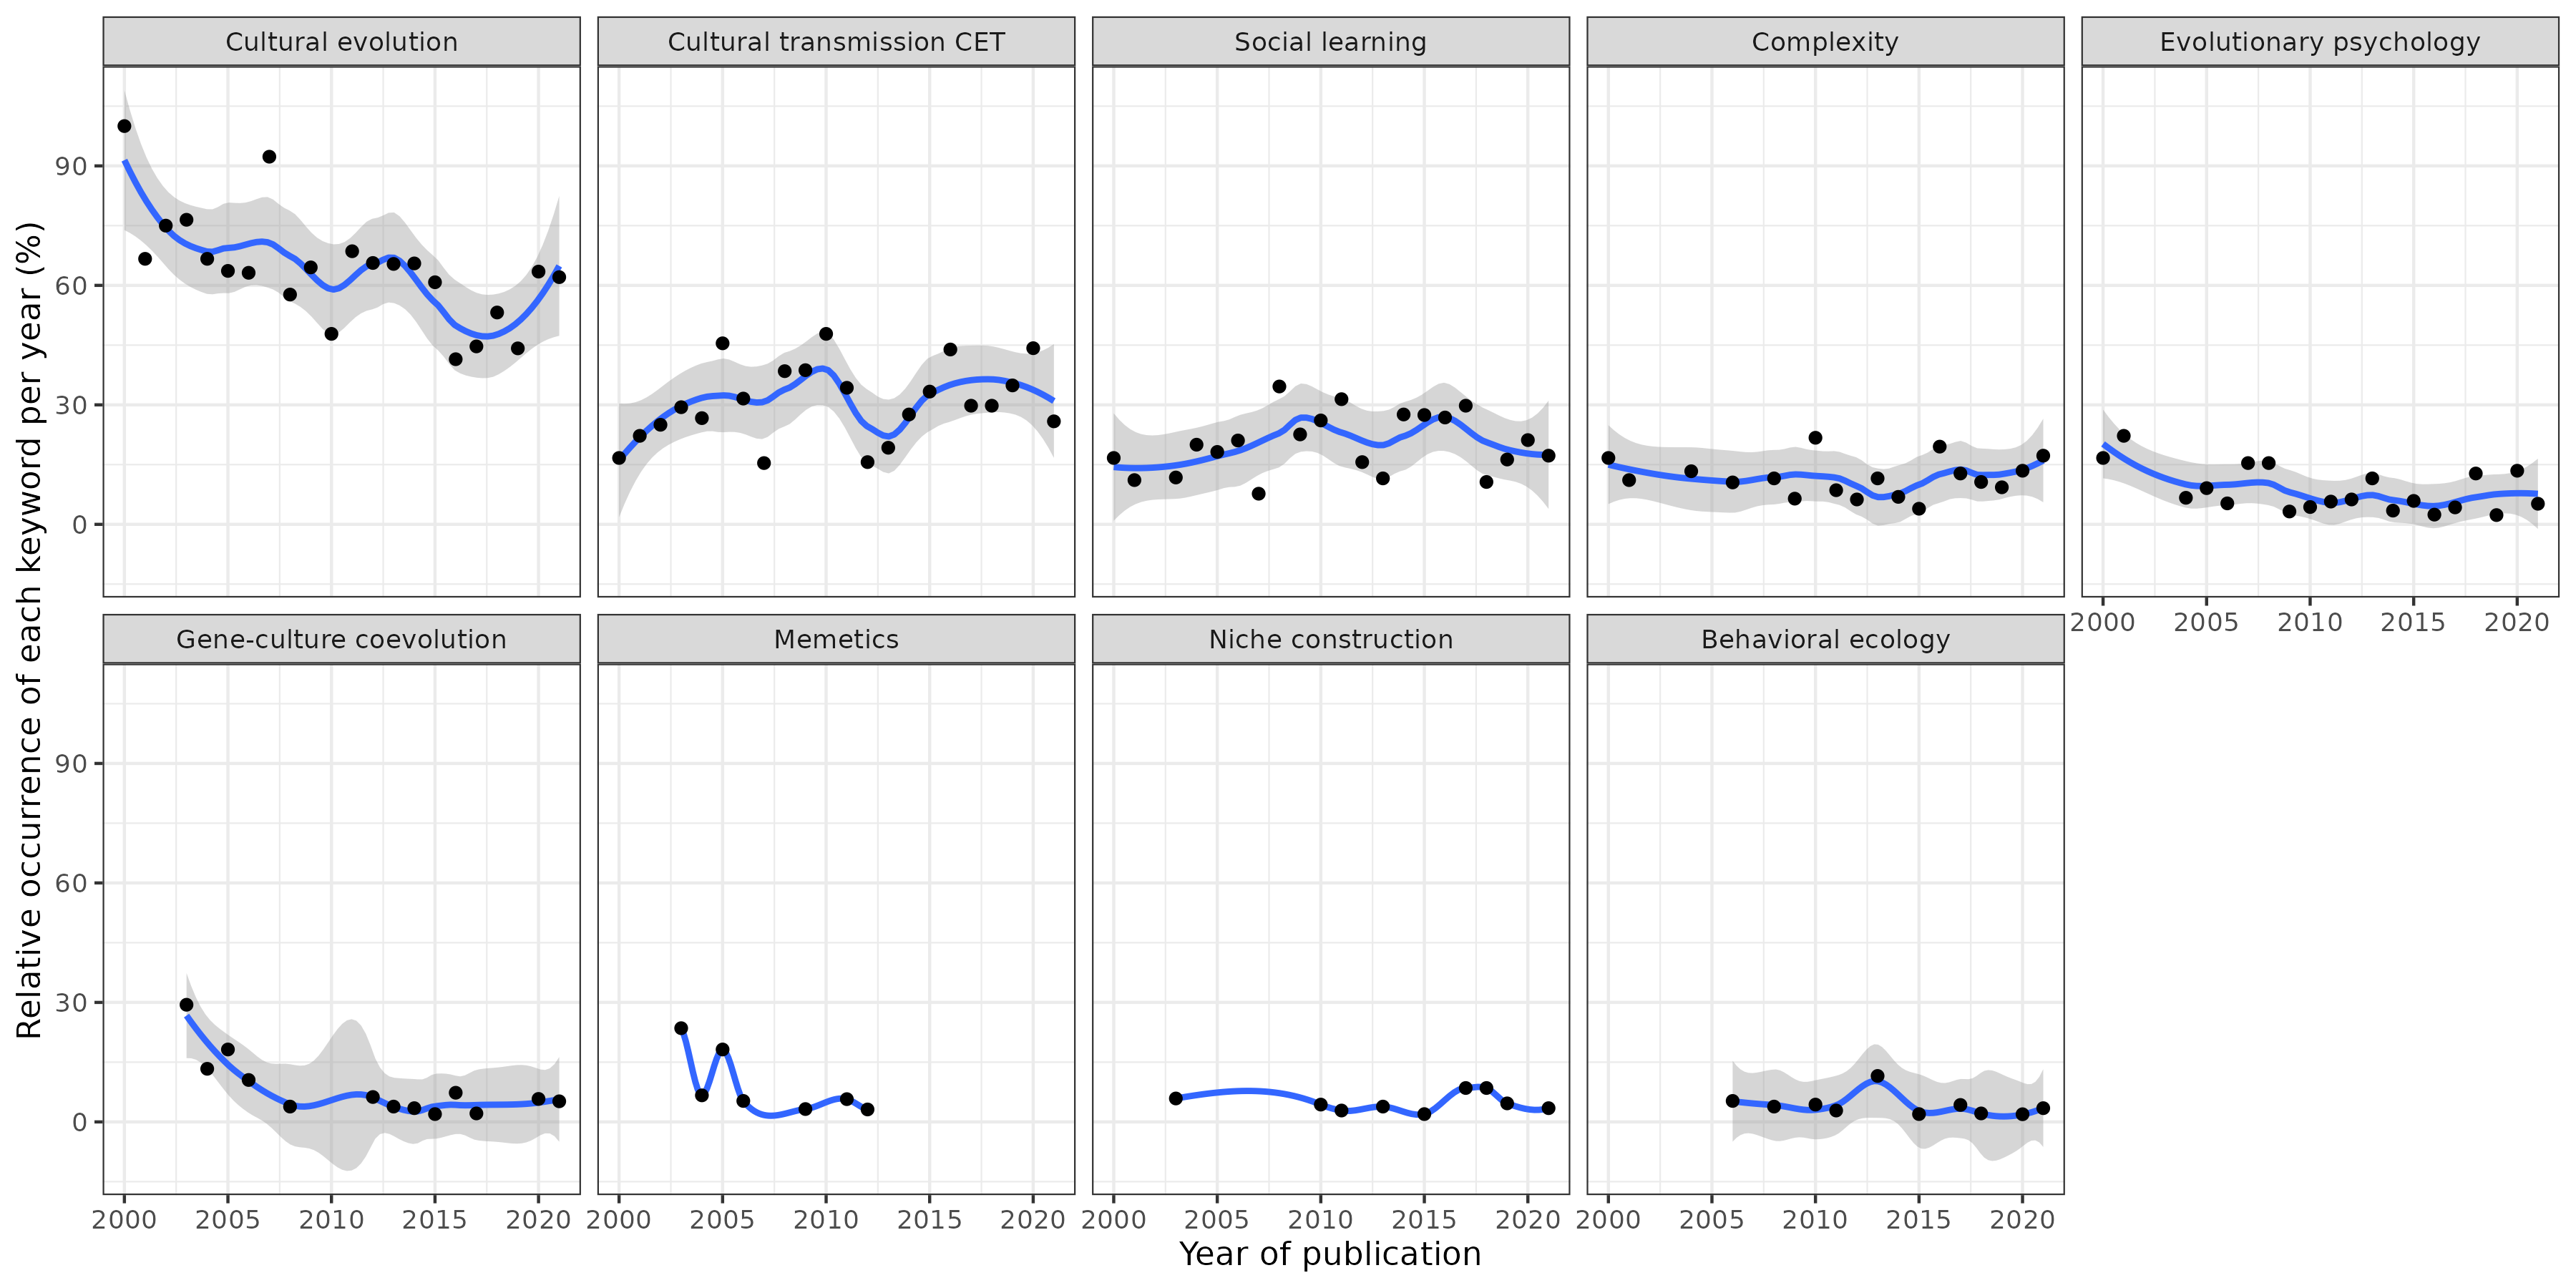 Cultural evolution
Cultural transmission CET
Social learning
Complexity
Evolutionary psychology
Relative occurrence of each keyword per year (%)
90
60
30
0
2000 2005 2010 2015 2020
Gene-culture coevolution
Memetics
Niche construction
Behavioral ecology
90
60
30
0
2000 2005 2010 2015 2020
2000 2005 2010 2015 2020
2000 2005 2010 2015 2020
2000 2005 2010 2015 2020
Year of publication